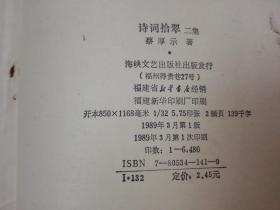 诗词拾翠 二集
蔡厚示 著
*
海峡文艺出版社出版发行
(福州得贵巷27号)
福建省新华书店经销
福建新华印刷厂印刷
开本850×1168毫米 1/32 5.75印张 2插页 139千字
1989年3月第1版
1989年3月第1次印刷
印数：1—6,480
ISBN 7—80534—141—9
I·132 定价：2.45元